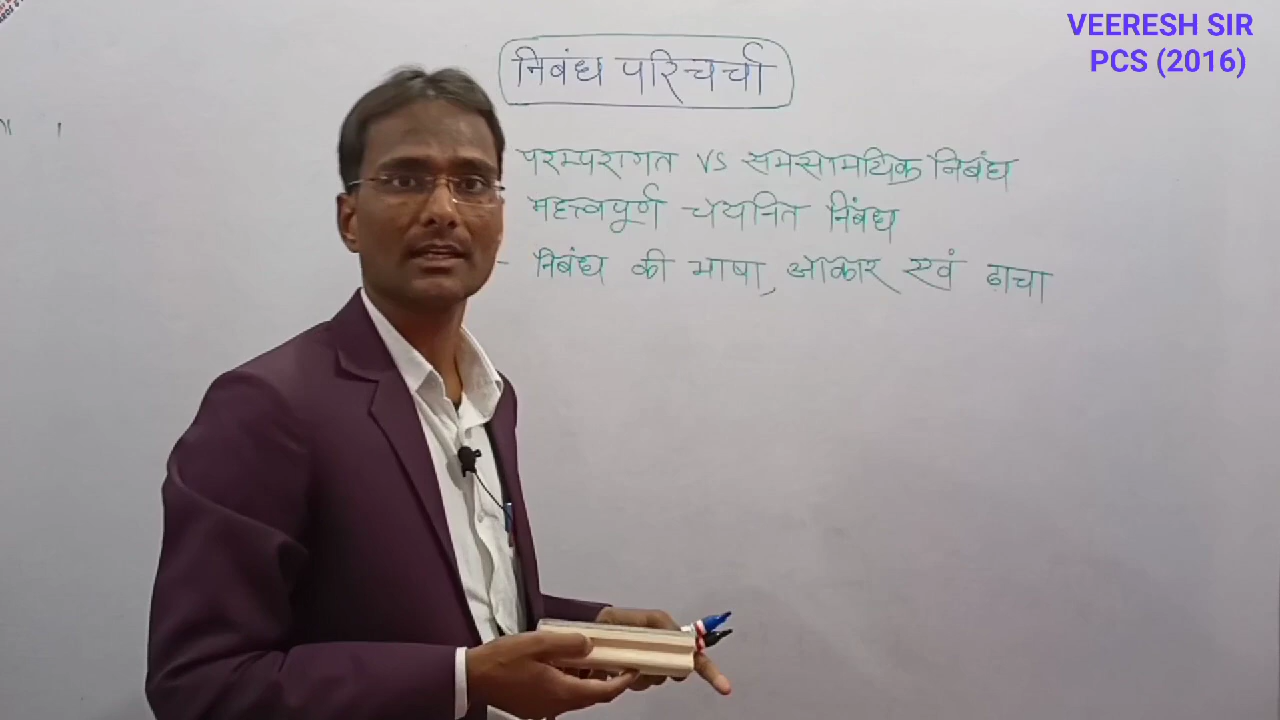 VEERESH SIR
PCS (2016)
निबंध परिचर्चा
परम्परागत VS समसामयिक निबंध
महत्त्वपूर्ण चयनित निंबंध
- निबंध की भाषा, आकार एवं ढ़ाचा